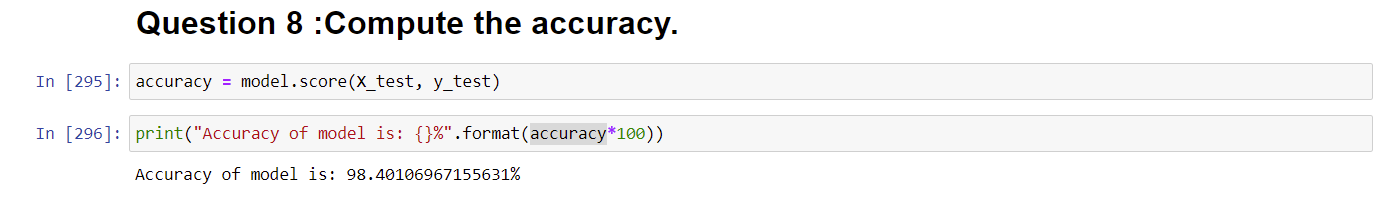 Question 8 :Compute the accuracy.
In [295]: accuracy = model.score(X_test, y_test)
In [296]: print("Accuracy of model is: {}%".format(accuracy*100))
Accuracy of model is: 98.40106967155631%